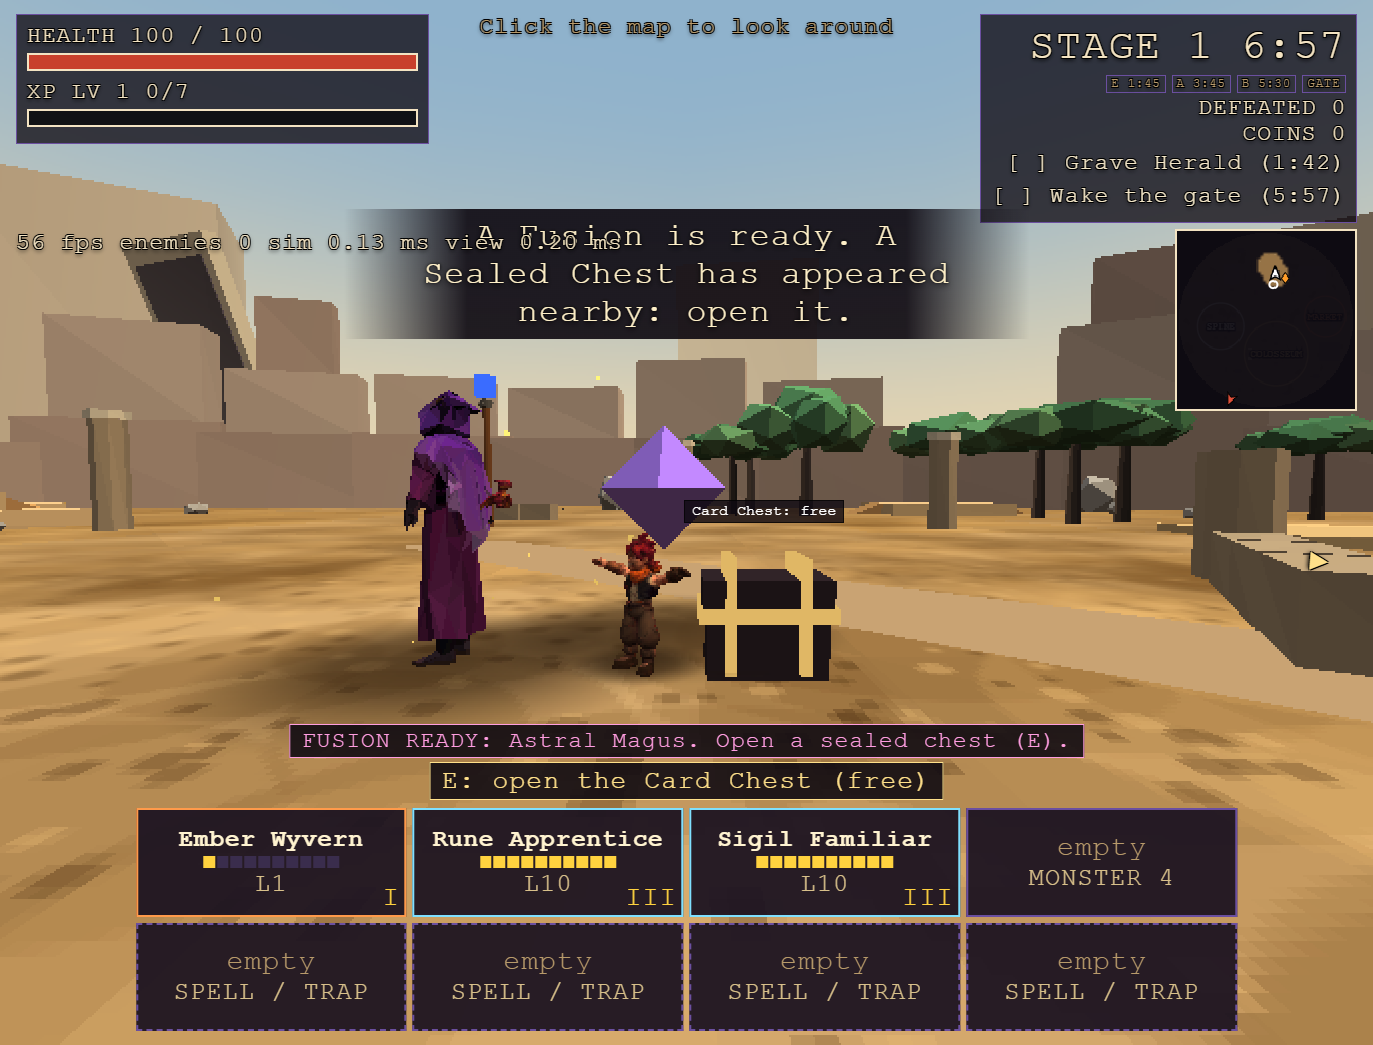 HEALTH 100 / 100
XP LV 1 0/7
Click the map to look around
STAGE 1 6:57
E 1:45 A 3:45 B 5:30 GATE
DEFEATED 0
COINS 0
[ ] Grave Herald (1:42)
[ ] Wake the gate (5:57)
56 fps enemies 0 sim 0.13 ms view 0.20 ms
A Fusion is ready. A
Sealed Chest has appeared
nearby: open it.
Card Chest: free
FUSION READY: Astral Magus. Open a sealed chest (E).
E: open the Card Chest (free)
Ember Wyvern
L1
I
Rune Apprentice
L10
III
Sigil Familiar
L10
III
empty
MONSTER 4
empty
SPELL / TRAP
empty
SPELL / TRAP
empty
SPELL / TRAP
empty
SPELL / TRAP